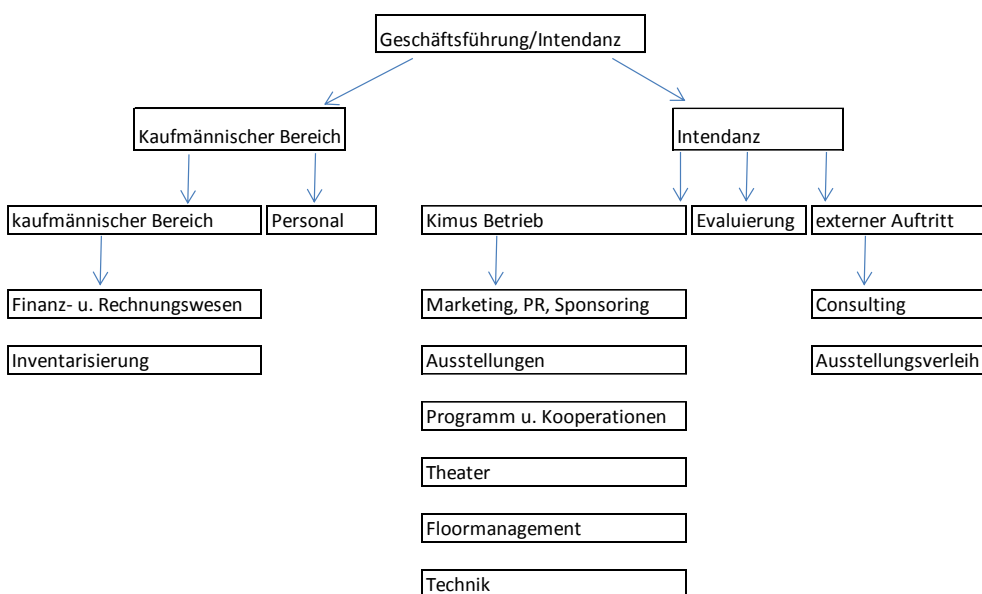 Geschäftsführung/Intendanz
Kaufmännischer Bereich
Intendanz
kaufmännischer Bereich
Personal
Kimus Betrieb
Evaluierung
externer Auftritt
Finanz- u. Rechnungswesen
Marketing, PR, Sponsoring
Consulting
Inventarisierung
Ausstellungen
Ausstellungsverleih
Programm u. Kooperationen
Theater
Floormanagement
Technik